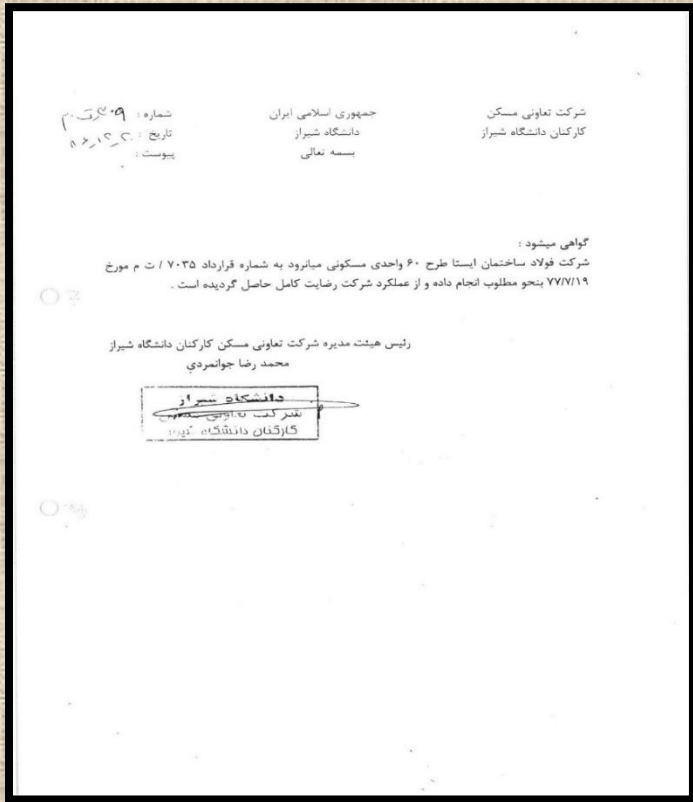 شرکت تعاونی مسکن
کارکنان دانشگاه شیراز
جمهوری اسلامی ایران
دانشگاه شیراز
بسمه تعالی
شماره :
تاریخ :
پیوست :
گواهی میشود :
شرکت فولاد ساختمان ایستا طرح ۶۰ واحدی مسکونی میانرود به شماره قرارداد ۷۰۳۵ / ت م مورخ
۷۷/۷/۱۹ بنحو مطلوب انجام داده و از عملکرد شرکت رضایت کامل حاصل گردیده است .
رئیس هیئت مدیره شرکت تعاونی مسکن کارکنان دانشگاه شیراز
محمد رضا جوانمردی
دانشگاه شیراز
شرکت تعاونی
کارکنان دانشگاه